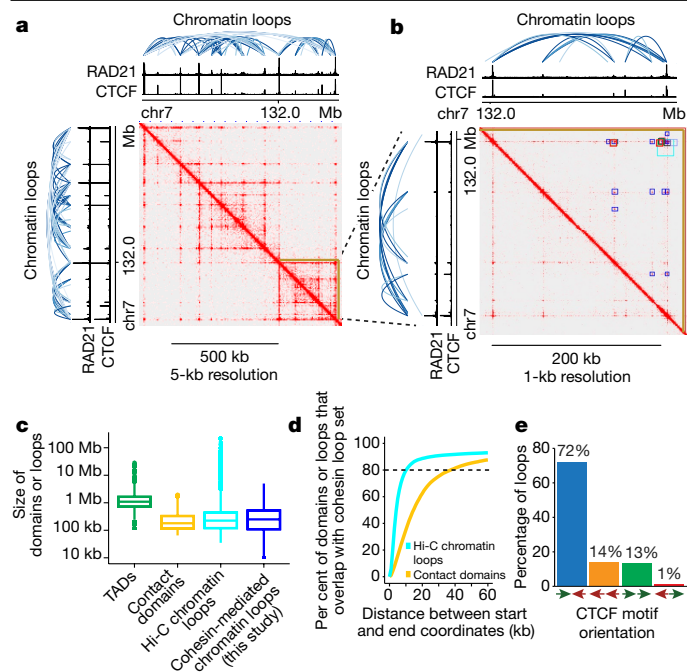 a
Chromatin loops
RAD21
CTCF
chr7
132.0
Mb
Chromatin loops
Mb
132.0
chr7
RAD21
CTCF
500 kb
5-kb resolution
b
Chromatin loops
RAD21
CTCF
chr7
132.0
Mb
Chromatin loops
Mb
132.0
chr7
RAD21
CTCF
200 kb
1-kb resolution
c
Size of
domains or loops
100 Mb
10 Mb
1 Mb
100 kb
10 kb
TADs
Contact
domains
Hi-C chromatin
loops
Cohesin-mediated
chromatin loops
(this study)
d
Per cent of domains or loops that
overlap with cohesin loop set
100
80
60
40
20
0
Hi-C chromatin
loops
Contact domains
0 20 40 60
Distance between start
and end coordinates (kb)
e
Percentage of loops
80
60
40
20
0
72%
14%
13%
1%
CTCF motif
orientation